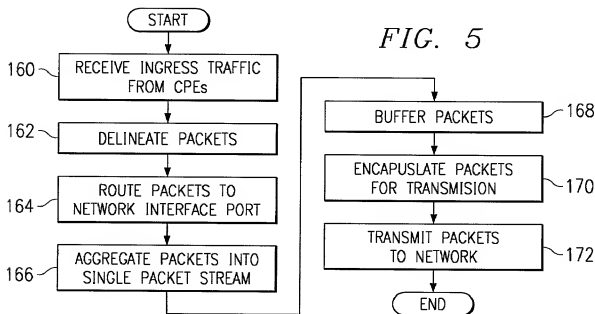 START
FIG. 5
160
RECEIVE INGRESS TRAFFIC
FROM CPEs
162
DELINEATE PACKETS
164
ROUTE PACKETS TO
NETWORK INTERFACE PORT
166
AGGREGATE PACKETS INTO
SINGLE PACKET STREAM
BUFFER PACKETS
168
ENCAPUSLATE PACKETS
FOR TRANSMISION
170
TRANSMIT PACKETS
TO NETWORK
172
END